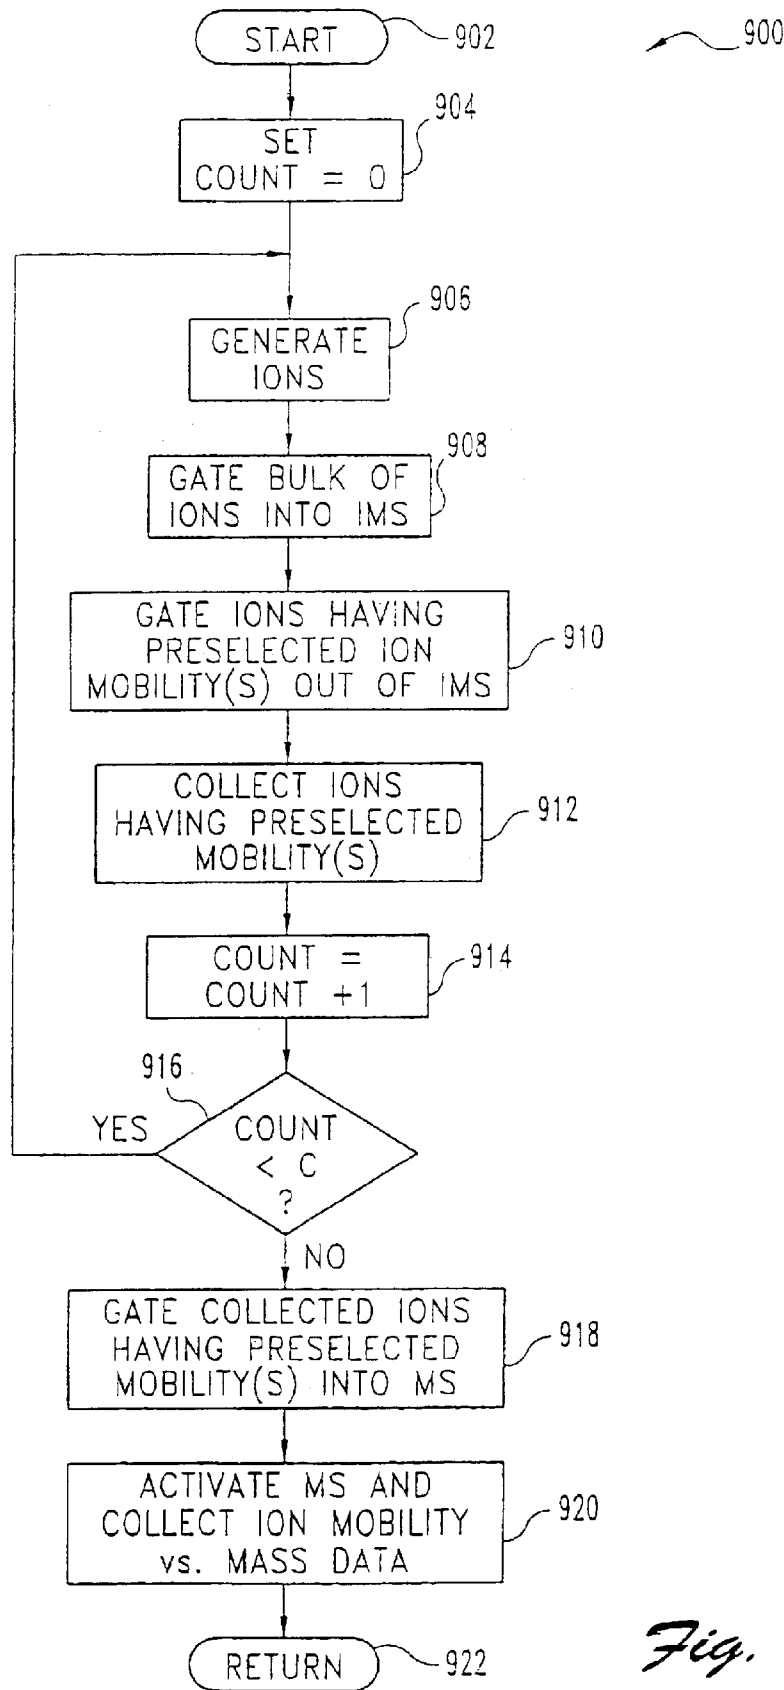 START
902
900
904
SET
COUNT = 0
906
GENERATE
IONS
908
GATE BULK OF
IONS INTO IMS
GATE IONS HAVING
PRESELECTED ION
MOBILITY(S) OUT OF IMS
910
COLLECT IONS
HAVING PRESELECTED
MOBILITY(S)
912
COUNT =
COUNT +1
914
916
YES
COUNT
< C
?
NO
GATE COLLECTED IONS
HAVING PRESELECTED
MOBILITY(S) INTO MS
918
ACTIVATE MS AND
COLLECT ION MOBILITY
vs. MASS DATA
920
RETURN
922
Fig.